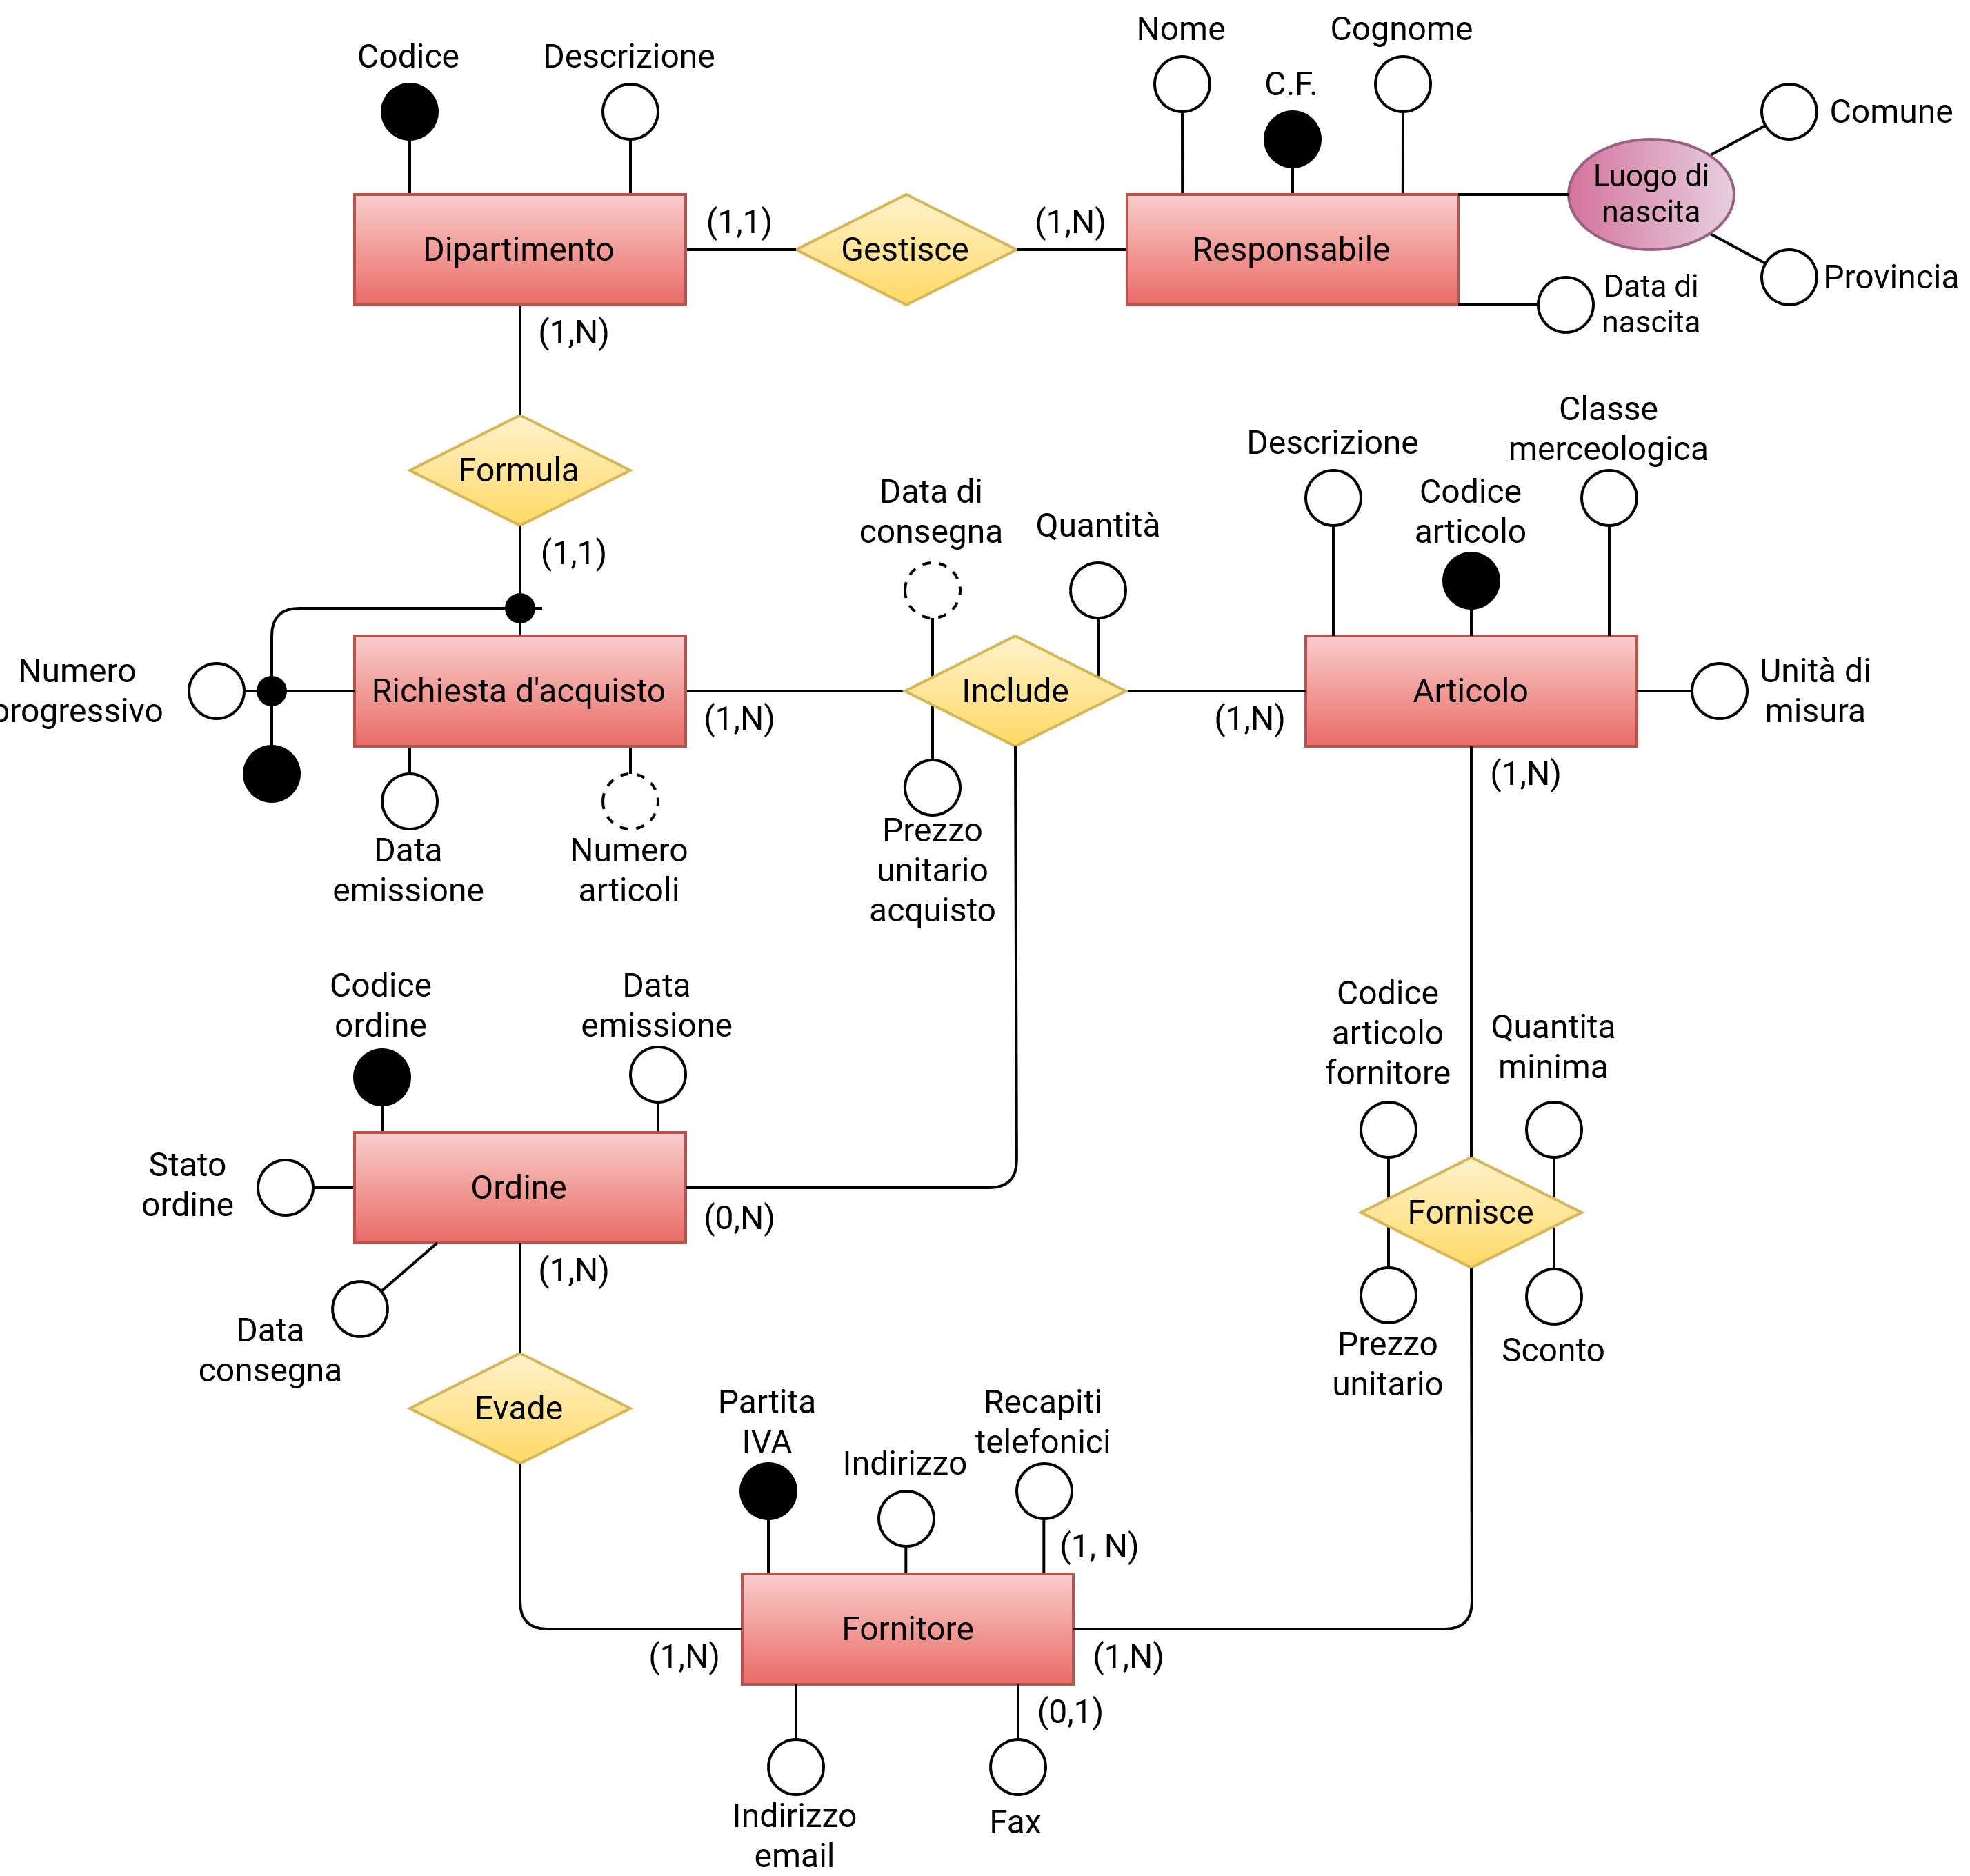 Nome
Cognome
Codice
Descrizione
C.F.
Comune
Luogo di
nascita
(1,1)
(1,N)
Dipartimento
Gestisce
Responsabile
Provincia
Data di
nascita
(1,N)
Classe
merceologica
Descrizione
Formula
Data di
consegna
Quantità
Codice
articolo
(1,1)
Numero
progressivo
Richiesta d'acquisto
Include
Articolo
Unità di
misura
(1,N)
(1,N)
(1,N)
Data
emissione
Numero
articoli
Prezzo
unitario
acquisto
Codice
ordine
Data
emissione
Codice
articolo
fornitore
Quantita
minima
Stato
ordine
Ordine
(0,N)
Fornisce
(1,N)
Data
consegna
Prezzo
unitario
Sconto
Evade
Partita
IVA
Indirizzo
Recapiti
telefonici
(1, N)
Fornitore
(1,N)
(1,N)
(0,1)
Indirizzo
email
Fax